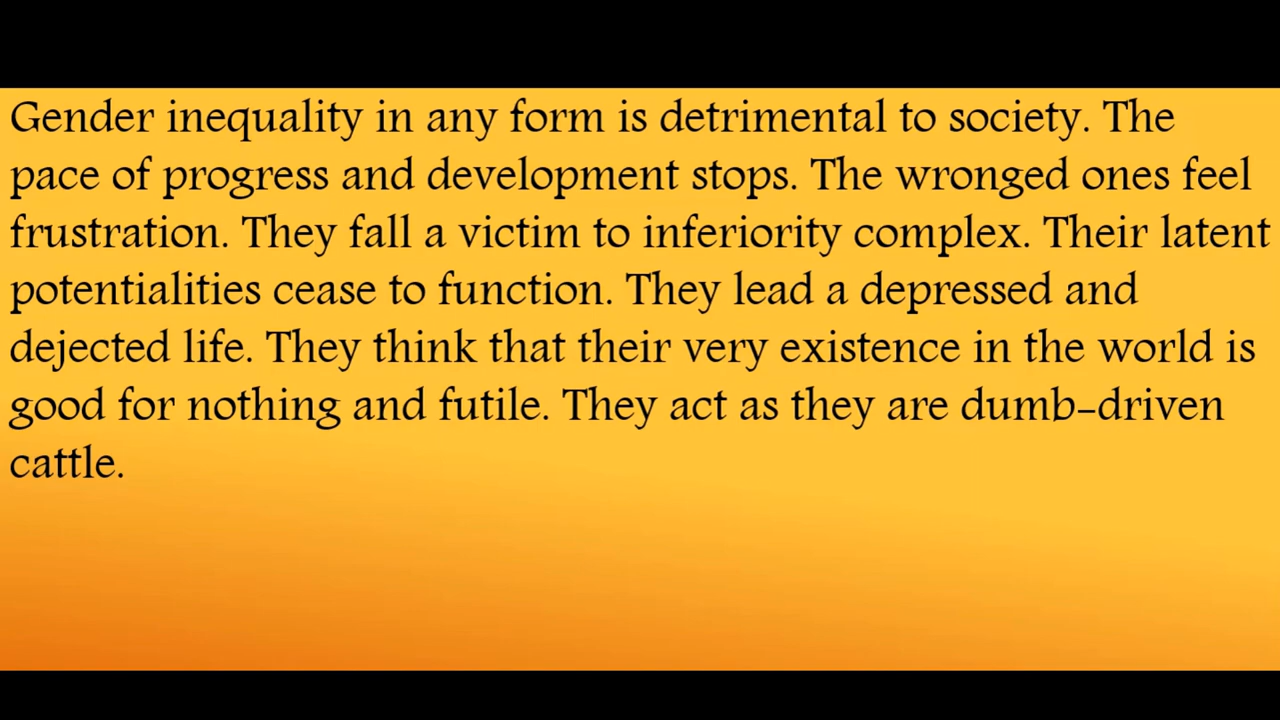 Gender inequality in any form is detrimental to society. The
pace of progress and development stops. The wronged ones feel
frustration. They fall a victim to inferiority complex. Their latent
potentialities cease to function. They lead a depressed and
dejected life. They think that their very existence in the world is
good for nothing and futile. They act as they are dumb-driven
cattle.